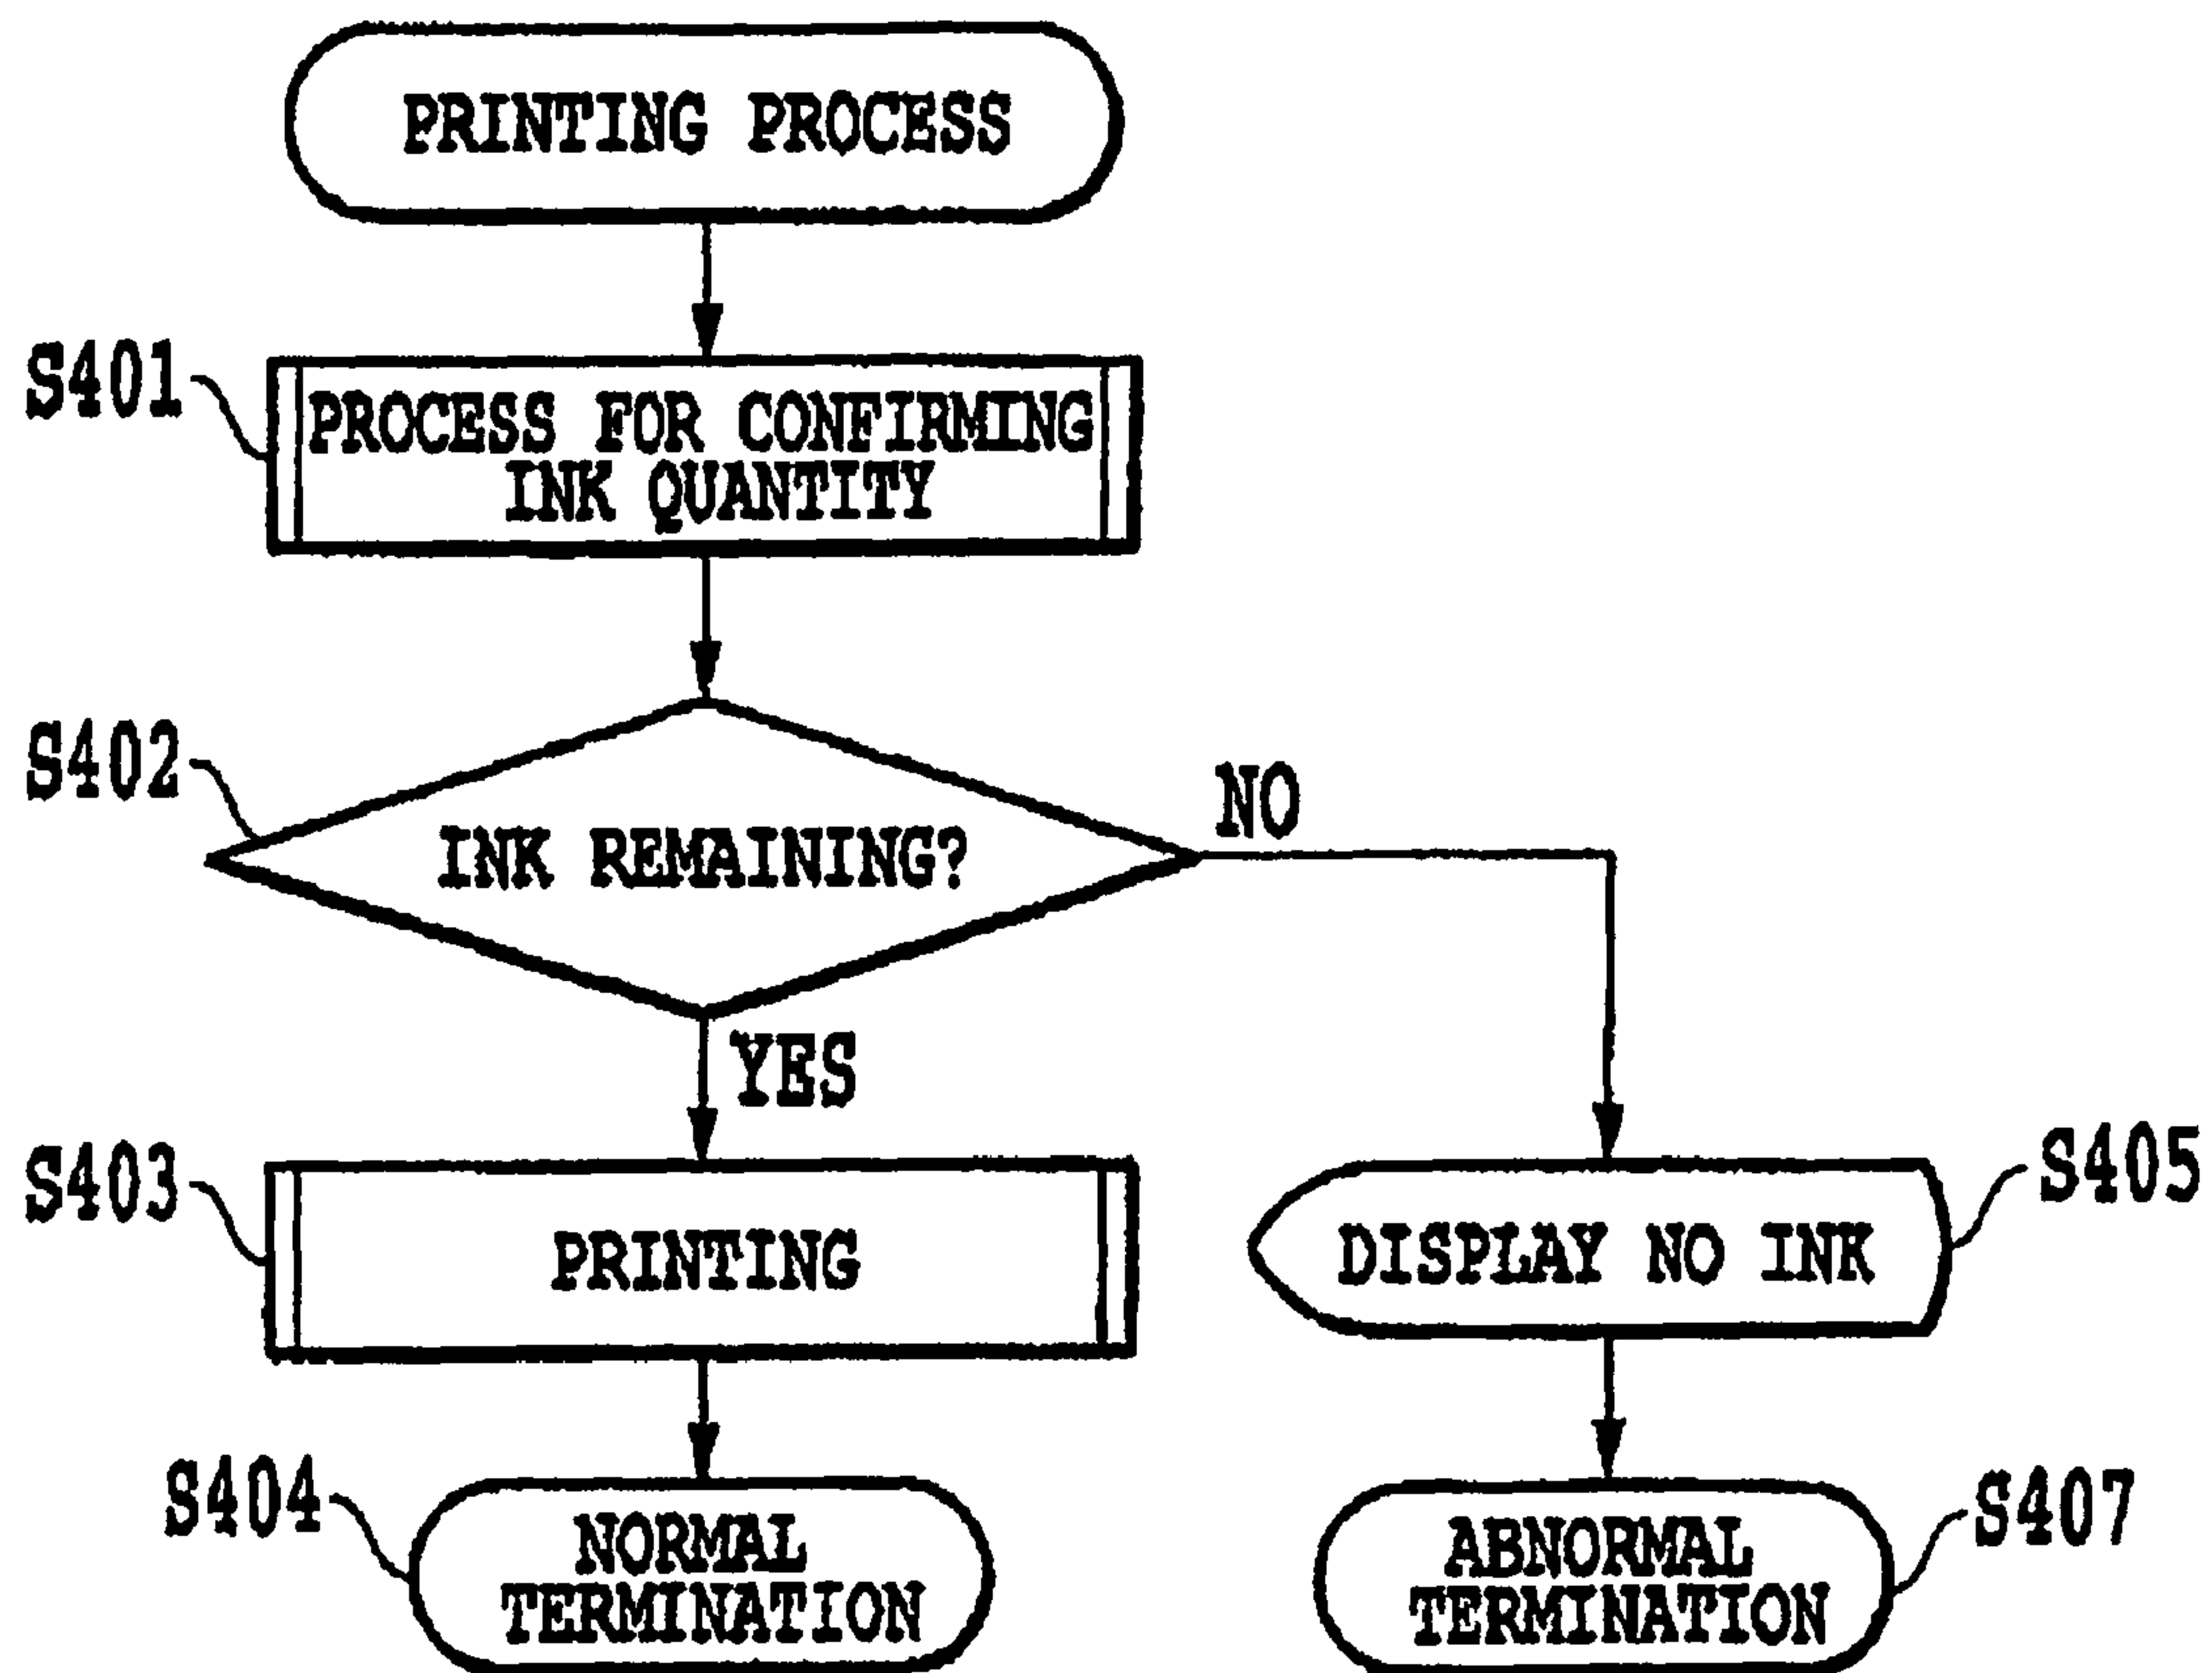 PRINTING PROCESS
S401
PROCESS FOR CONFIRMING
INK QUANTITY
S402
INK REMAINING?
NO
YES
S403
PRINTING
DISPLAY NO INK
S405
S404
NORMAL
TERMINATION
ABNORMAL
TERMINATION
S407